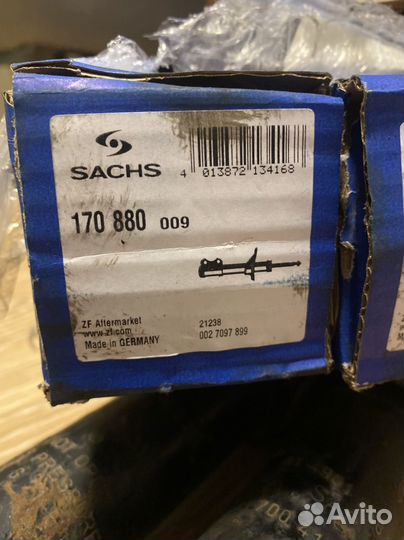 SACHS
4 013872 134168
170 880 009
ZF Aftermarket
www.zf.com
Made in GERMANY
21238
002 7097 899
Avito